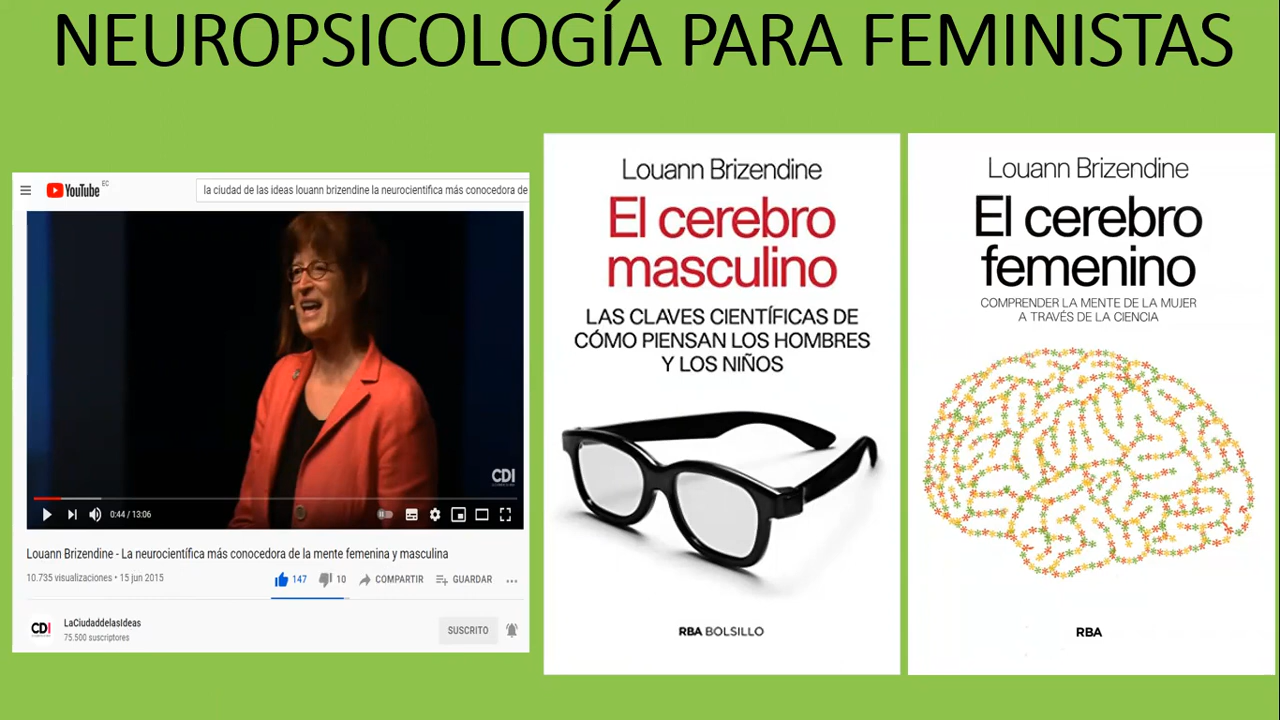 NEUROPSICOLOGÍA PARA FEMINISTAS
YouTube EC
la ciudad de las ideas louann brizendine la neurocientifica más conocedora de
CDI
0:44 / 13:06
Louann Brizendine - La neurocientífica más conocedora de la mente femenina y masculina
10.735 visualizaciones • 15 jun 2015
147
10
COMPARTIR
GUARDAR
CDI
LaCiudaddelasIdeas
75.500 suscriptores
SUSCRITO
Louann Brizendine
El cerebro
masculino
LAS CLAVES CIENTÍFICAS DE
CÓMO PIENSAN LOS HOMBRES
Y LOS NIÑOS
RBA BOLSILLO
Louann Brizendine
El cerebro
femenino
COMPRENDER LA MENTE DE LA MUJER
A TRAVÉS DE LA CIENCIA
RBA